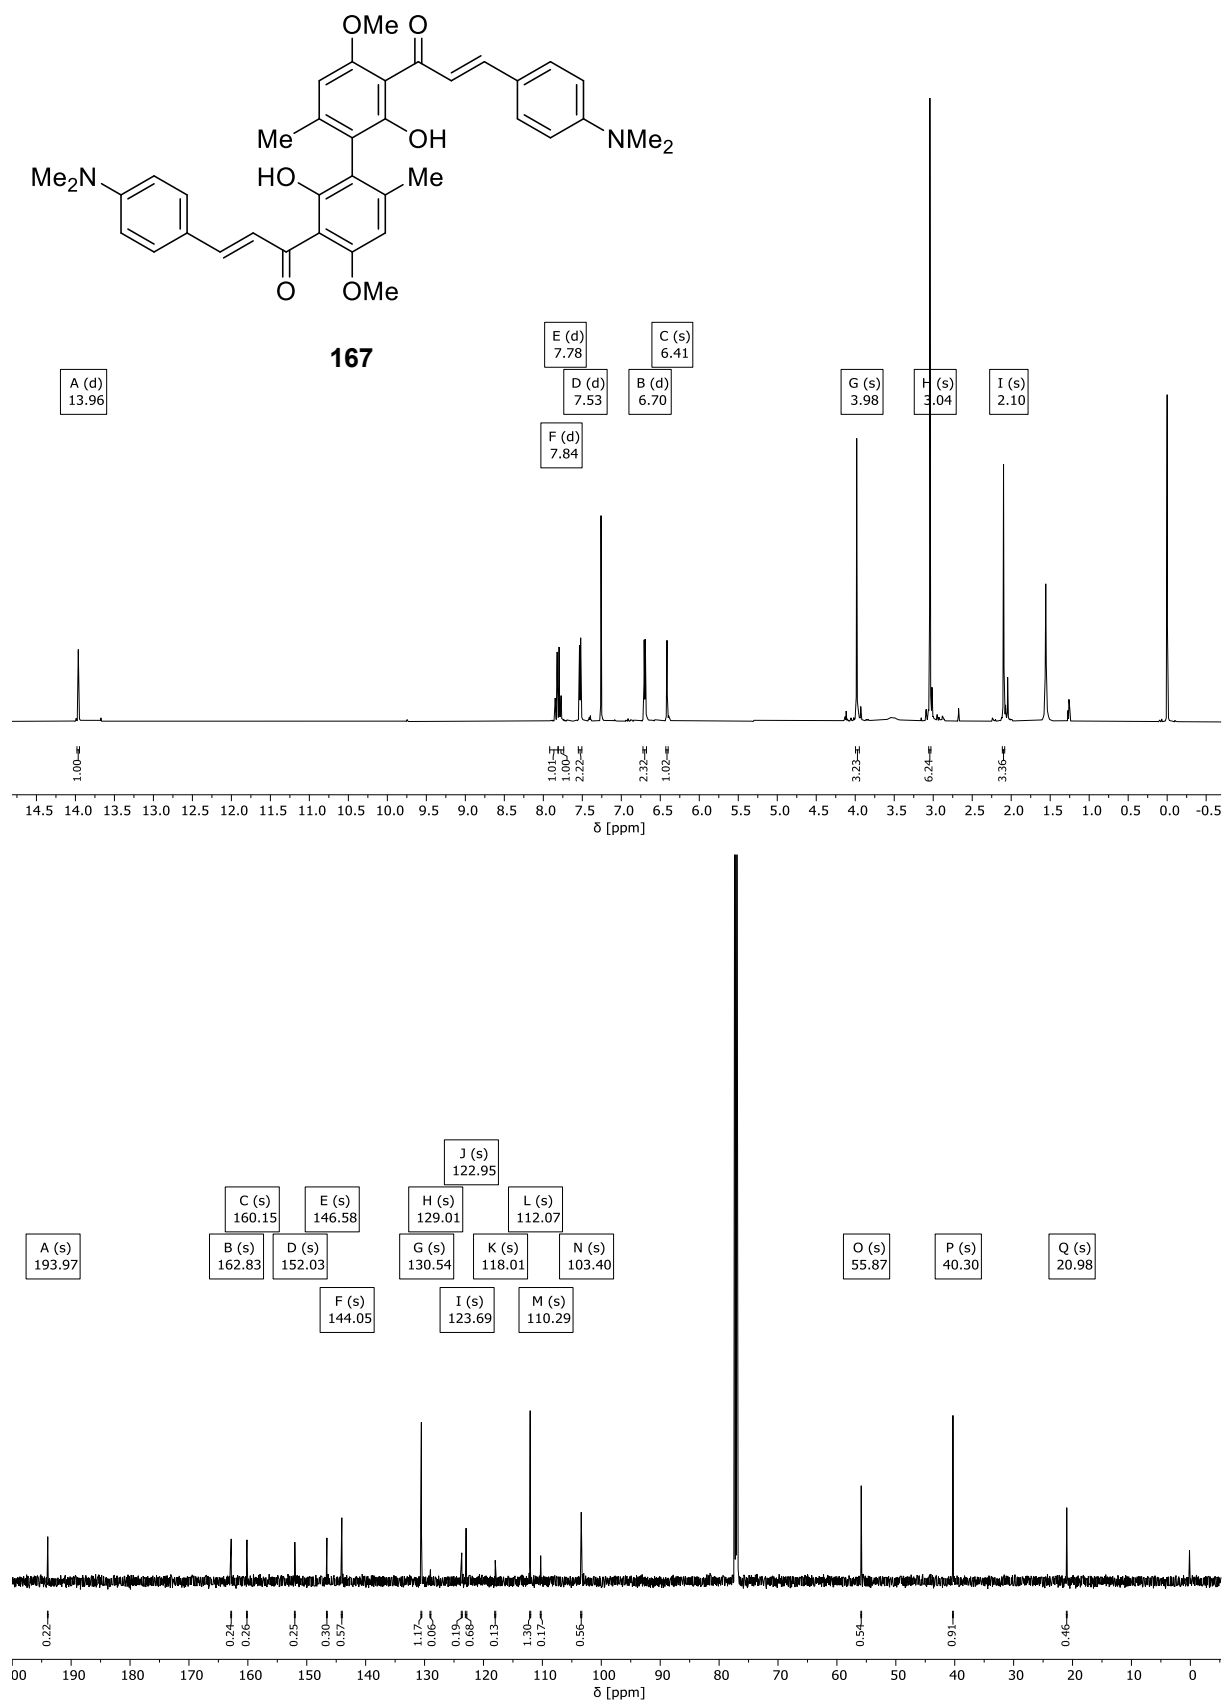 OMe
O
Me
OH
NMe2
Me2N
HO
Me
O
OMe
167
E (d)
7.78
C (s)
6.41
A (d)
13.96
D (d)
7.53
B (d)
6.70
G (s)
3.98
H (s)
3.04
I (s)
2.10
F (d)
7.84
1.00
1.01
1.00
2.22
2.32
1.02
3.23
6.24
3.36
14.5 14.0 13.5 13.0 12.5 12.0 11.5 11.0 10.5 10.0 9.5 9.0 8.5 8.0 7.5 7.0 6.5 6.0 5.5 5.0 4.5 4.0 3.5 3.0 2.5 2.0 1.5 1.0 0.5 0.0 -0.5
δ [ppm]
J (s)
122.95
C (s)
160.15
E (s)
146.58
H (s)
129.01
L (s)
112.07
A (s)
193.97
B (s)
162.83
D (s)
152.03
G (s)
130.54
K (s)
118.01
N (s)
103.40
O (s)
55.87
P (s)
40.30
Q (s)
20.98
F (s)
144.05
I (s)
123.69
M (s)
110.29
0.22
0.24
0.26
0.25
0.30
0.57
1.17
0.06
0.19
0.68
0.13
1.30
0.17
0.56
0.54
0.91
0.46
00 190 180 170 160 150 140 130 120 110 100 90 80 70 60 50 40 30 20 10 0
δ [ppm]